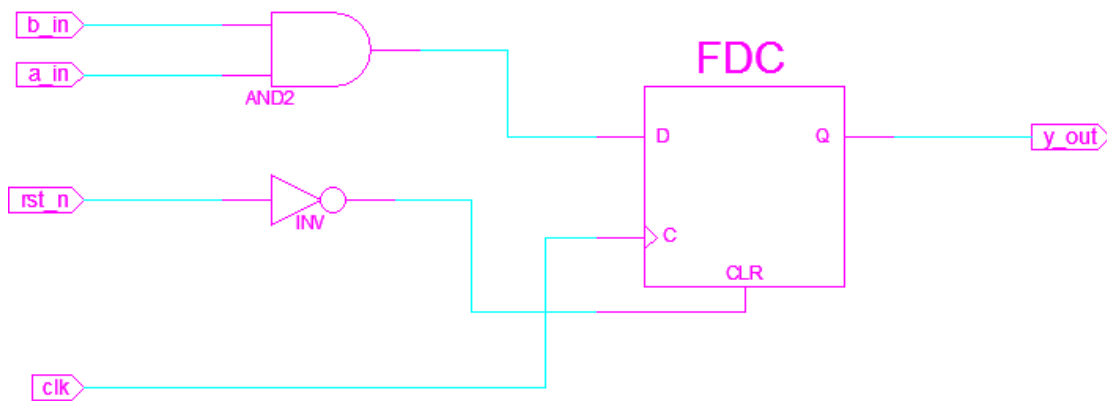 b_in
a_in
AND2
FDC
D
Q
y_out
rst_n
INV
C
CLR
clk